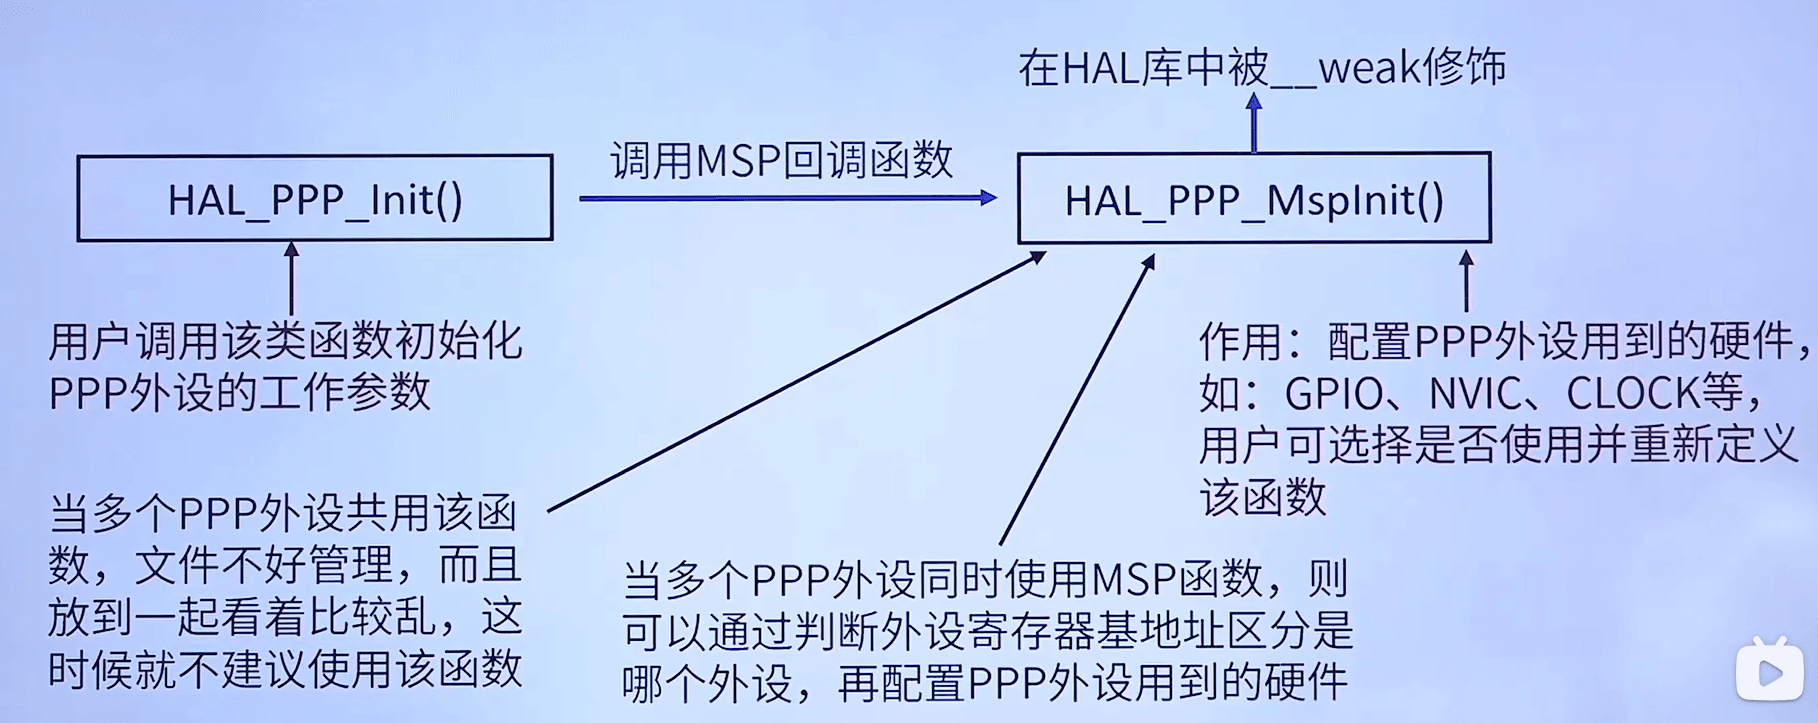 在HAL库中被__weak修饰
调用MSP回调函数
HAL_PPP_Init()
HAL_PPP_MspInit()
用户调用该类函数初始化
PPP外设的工作参数
作用：配置PPP外设用到的硬件，
如：GPIO、NVIC、CLOCK等，
用户可选择是否使用并重新定义
该函数
当多个PPP外设共用该函
数，文件不好管理，而且
放到一起看着比较乱，这
时候就不建议使用该函数
当多个PPP外设同时使用MSP函数，则
可以通过判断外设寄存器基地址区分是
哪个外设，再配置PPP外设用到的硬件